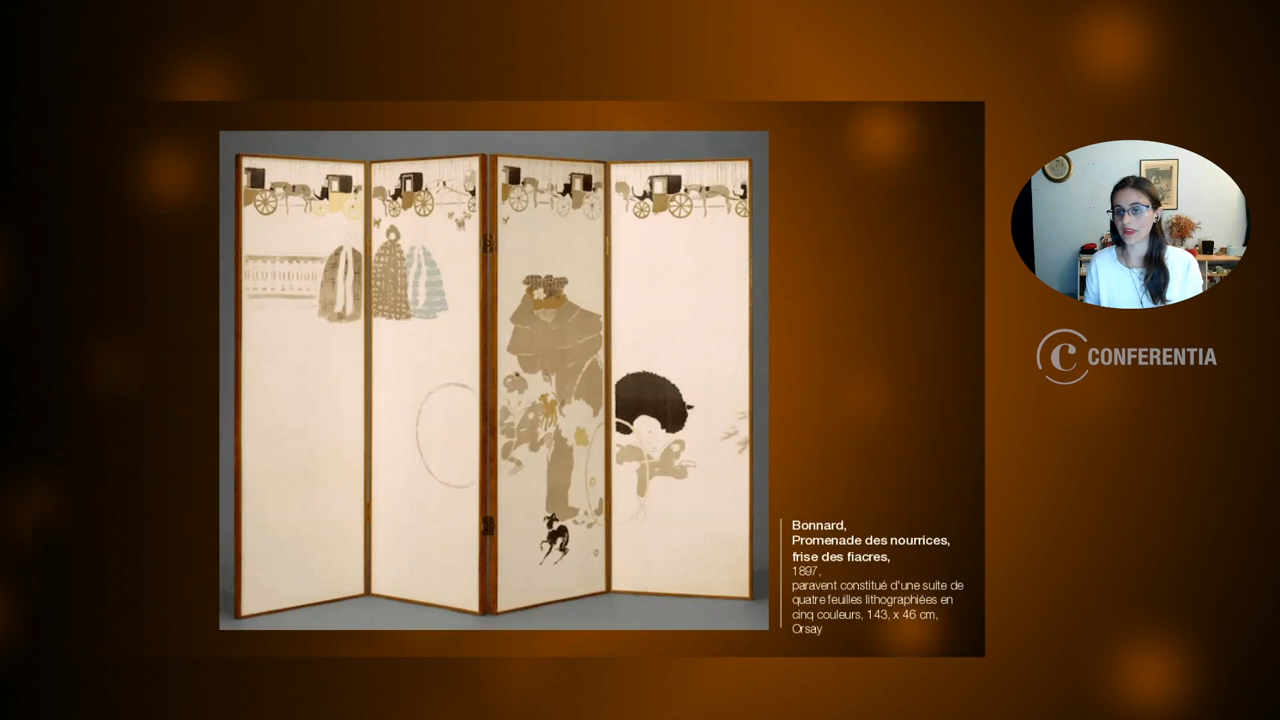 C CONFERENTIA
Bonnard,
Promenade des nourrices,
frise des fiacres,
1897,
paravent constitué d'une suite de
quatre feuilles lithographiées en
cinq couleurs, 143, x 46 cm,
Orsay